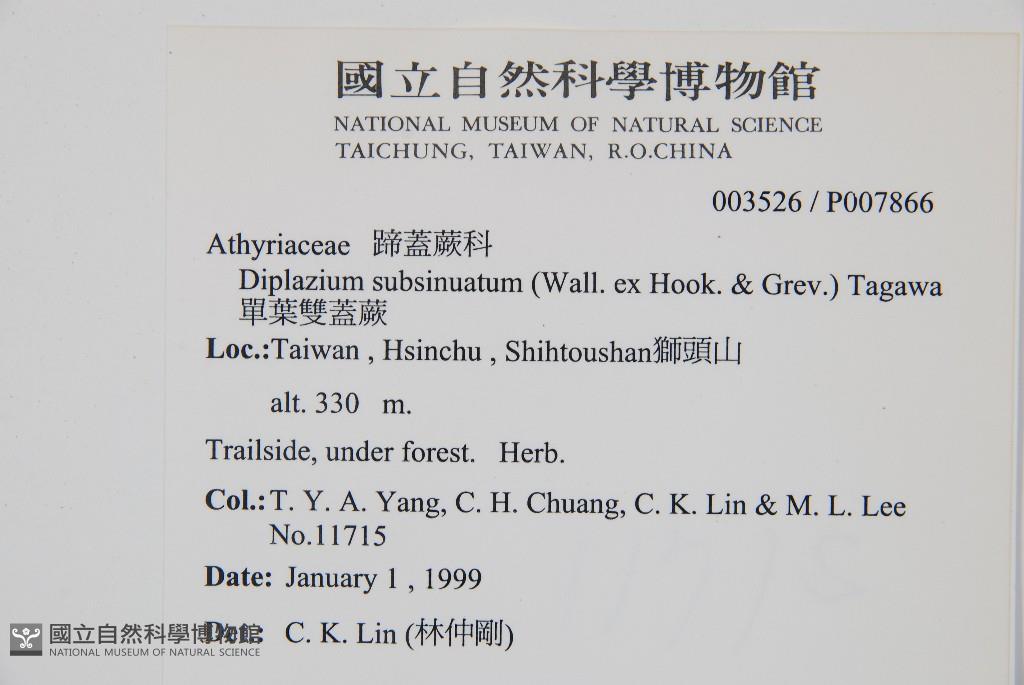 國立自然科學博物館
NATIONAL MUSEUM OF NATURAL SCIENCE
TAICHUNG, TAIWAN, R.O.CHINA
003526 / P007866
Athyriaceae 蹄蓋蕨科
Diplazium subsinuatum (Wall. ex Hook. & Grev.) Tagawa
單葉雙蓋蕨
Loc.:Taiwan , Hsinchu , Shihtoushan獅頭山
alt. 330 m.
Trailside, under forest. Herb.
Col.:T. Y. A. Yang, C. H. Chuang, C. K. Lin & M. L. Lee
No.11715
Date: January 1 , 1999
Det.: C. K. Lin (林仲剛)
國立自然科學博物館
NATIONAL MUSEUM OF NATURAL SCIENCE